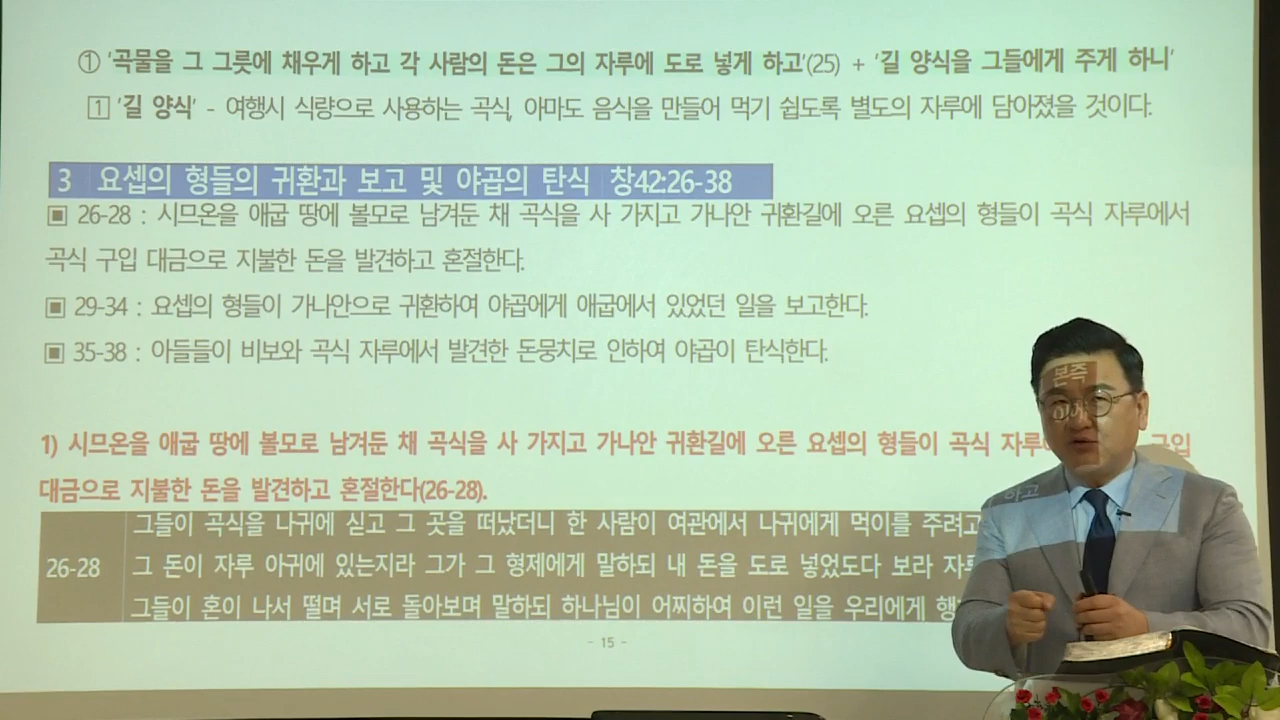 ① '곡물을 그 그릇에 채우게 하고 각 사람의 돈은 그의 자루에 도로 넣게 하고'(25) + '길 양식을 그들에게 주게 하니'
1 '길 양식' - 여행시 식량으로 사용하는 곡식, 아마도 음식을 만들어 먹기 쉽도록 별도의 자루에 담아졌을 것이다.
3 요셉의 형들의 귀환과 보고 및 야곱의 탄식 창42:26-38
▣ 26-28 : 시므온을 애굽 땅에 볼모로 남겨둔 채 곡식을 사 가지고 가나안 귀환길에 오른 요셉의 형들이 곡식 자루에서
곡식 구입 대금으로 지불한 돈을 발견하고 혼절한다.
▣ 29-34 : 요셉의 형들이 가나안으로 귀환하여 야곱에게 애굽에서 있었던 일을 보고한다.
▣ 35-38 : 아들들이 비보와 곡식 자루에서 발견한 돈뭉치로 인하여 야곱이 탄식한다.
1) 시므온을 애굽 땅에 볼모로 남겨둔 채 곡식을 사 가지고 가나안 귀환길에 오른 요셉의 형들이 곡식 구입
대금으로 지불한 돈을 발견하고 혼절한다(26-28).
그들이 곡식을 나귀에 싣고 그 곳을 떠났더니 한 사람이 여관에서 나귀에게 먹이를 주려고 본즉
26-28 그 돈이 자루 아귀에 있는지라 그가 그 형제에게 말하되 내 돈을 도로 넣었도다 보라 이에
그들이 혼이 나서 떨며 서로 돌아보며 말하되 하나님이 어찌하여 이런 일을 우리에게 하고
- 15 -